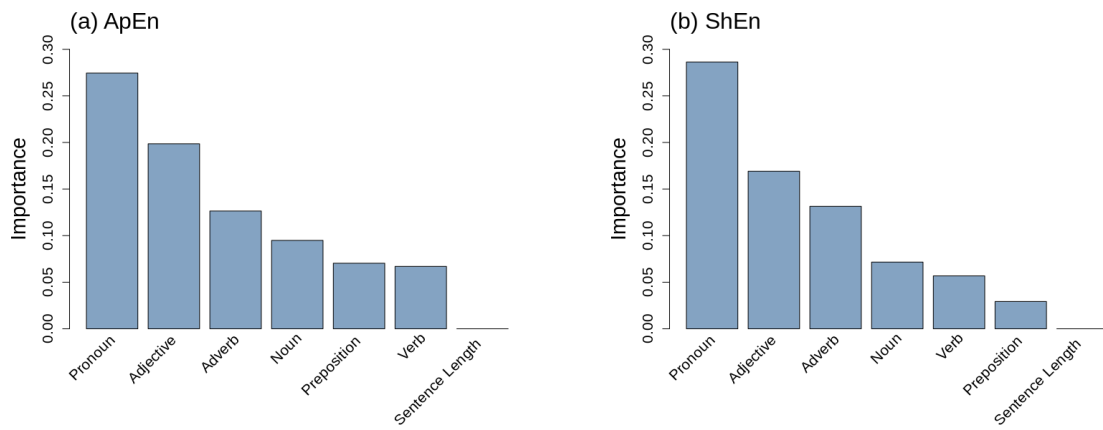 (a) ApEn
Importance
0.30
0.25
0.20
0.15
0.10
0.05
0.00
Pronoun
Adjective
Adverb
Noun
Preposition
Verb
Sentence Length
(b) ShEn
Importance
0.30
0.25
0.20
0.15
0.10
0.05
0.00
Pronoun
Adjective
Adverb
Noun
Verb
Preposition
Sentence Length